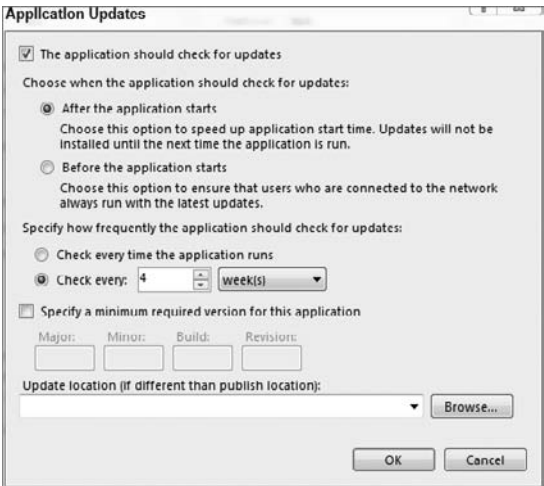 Application Updates
The application should check for updates
Choose when the application should check for updates:
After the application starts
Choose this option to speed up application start time. Updates will not be
installed until the next time the application is run.
Before the application starts
Choose this option to ensure that users who are connected to the network
always run with the latest updates.
Specify how frequently the application should check for updates:
Check every time the application runs
Check every: 4 week(s)
Specify a minimum required version for this application
Major: Minor: Build: Revision:
Update location (if different than publish location):
Browse...
OK Cancel